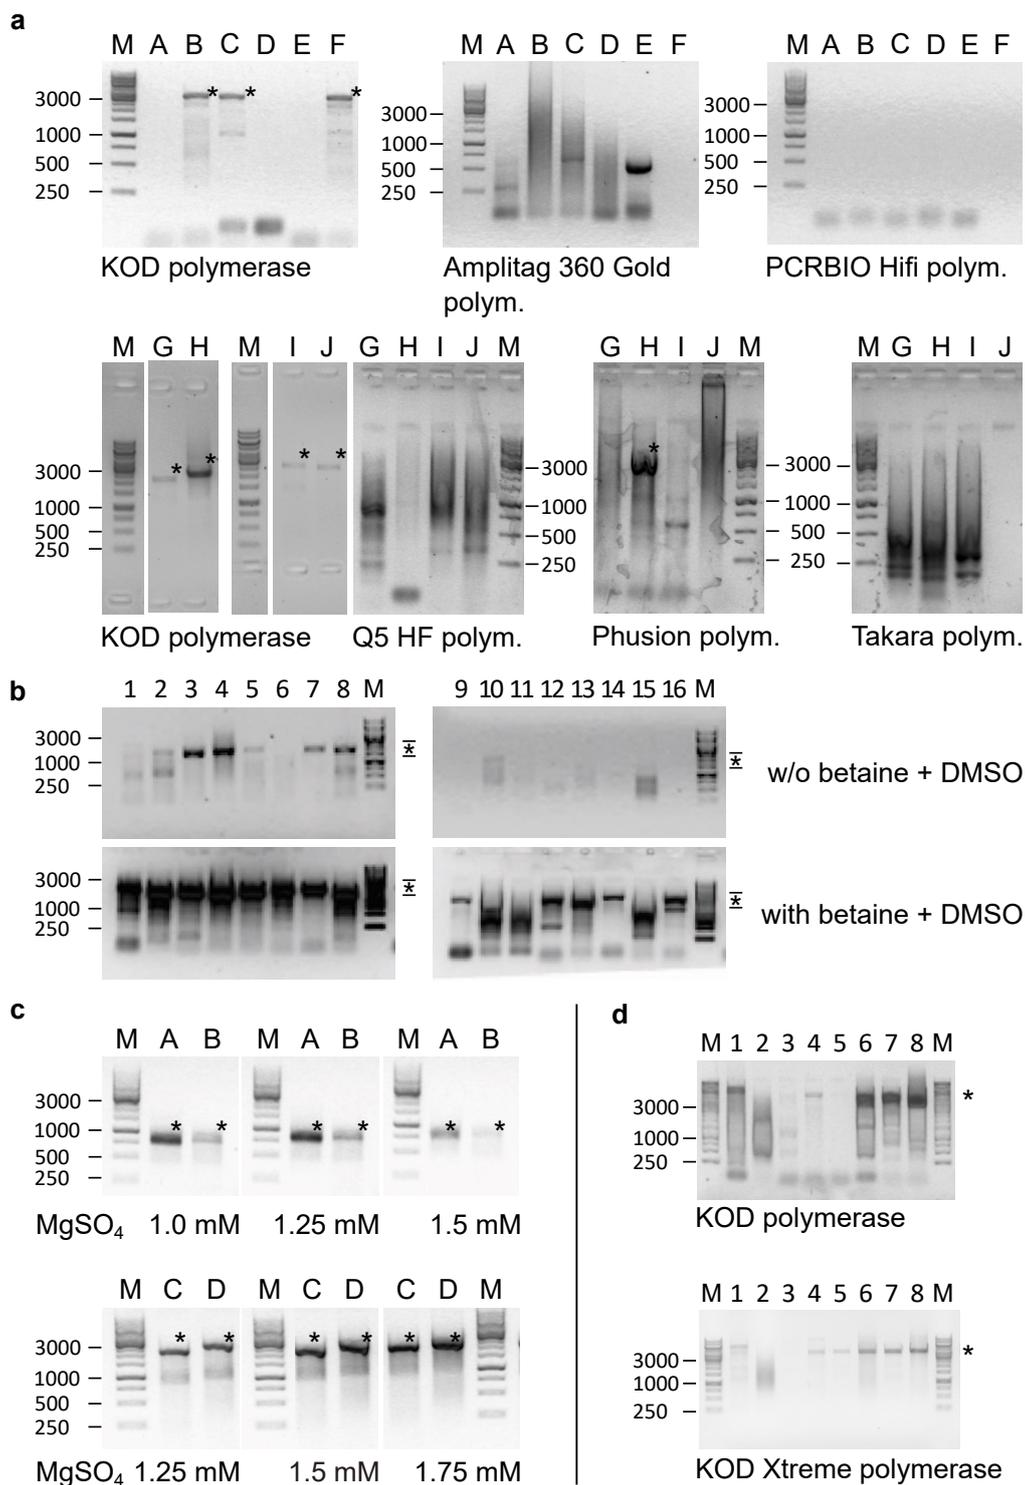 a
M A B C D E F
M A B C D E F
M A B C D E F
3000
1000
500
250
* * *
3000
1000
500
250
3000
1000
500
250
KOD polymerase
Amplitag 360 Gold
polym.
PCRBIO Hifi polym.
M G H M I J
G H I J M
G H I J M
M G H I J
3000
1000
500
250
* * * *
3000
1000
500
250
*
3000
1000
500
250
KOD polymerase
Q5 HF polym.
Phusion polym.
Takara polym.
b
1 2 3 4 5 6 7 8 M
9 10 11 12 13 14 15 16 M
3000
1000
250
*
*
w/o betaine + DMSO
3000
1000
250
*
*
with betaine + DMSO
c
M A B M A B M A B
3000
1000
500
250
* * * * * *
MgSO₄ 1.0 mM 1.25 mM 1.5 mM
M C D M C D C D M
3000
1000
500
250
* * * * * *
MgSO₄ 1.25 mM 1.5 mM 1.75 mM
d
M 1 2 3 4 5 6 7 8 M
3000
1000
250
*
KOD polymerase
M 1 2 3 4 5 6 7 8 M
3000
1000
250
*
KOD Xtreme polymerase